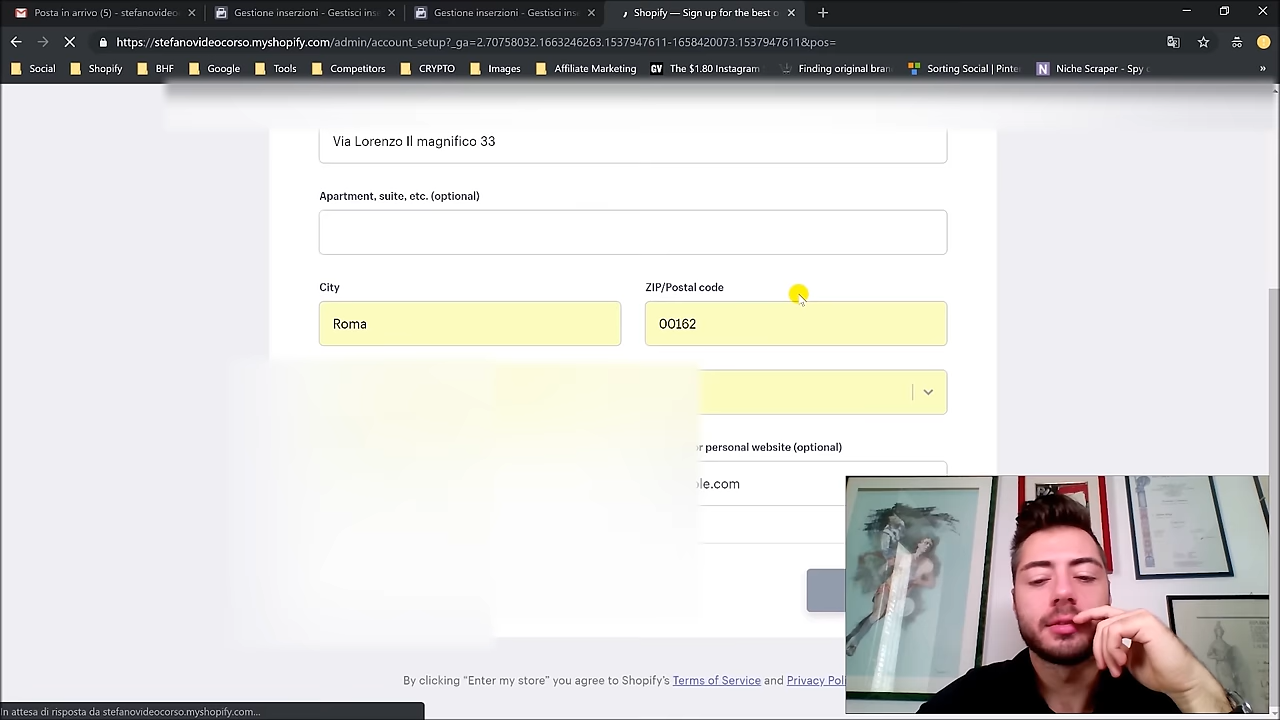 Posta in arrivo (5) - stefanovideoc
Gestione inserzioni - Gestisci ins
Gestione inserzioni - Gestisci ins
Shopify — Sign up for the best o
https://stefanovideocorso.myshopify.com/admin/account_setup?_ga=2.70758032.1663246263.1537947611-1658420073.1537947611&pos=
Social Shopify BHF Google Tools Competitors CRYPTO Images Affiliate Marketing GV The $1.80 Instagram Finding original bran Sorting Social | Pinte N Niche Scraper - Spy »
Via Lorenzo Il magnifico 33
Apartment, suite, etc. (optional)
City ZIP/Postal code
Roma 00162
or personal website (optional)
ple.com
By clicking "Enter my store" you agree to Shopify's Terms of Service and Privacy Poli
In attesa di risposta da stefanovideocorso.myshopify.com...